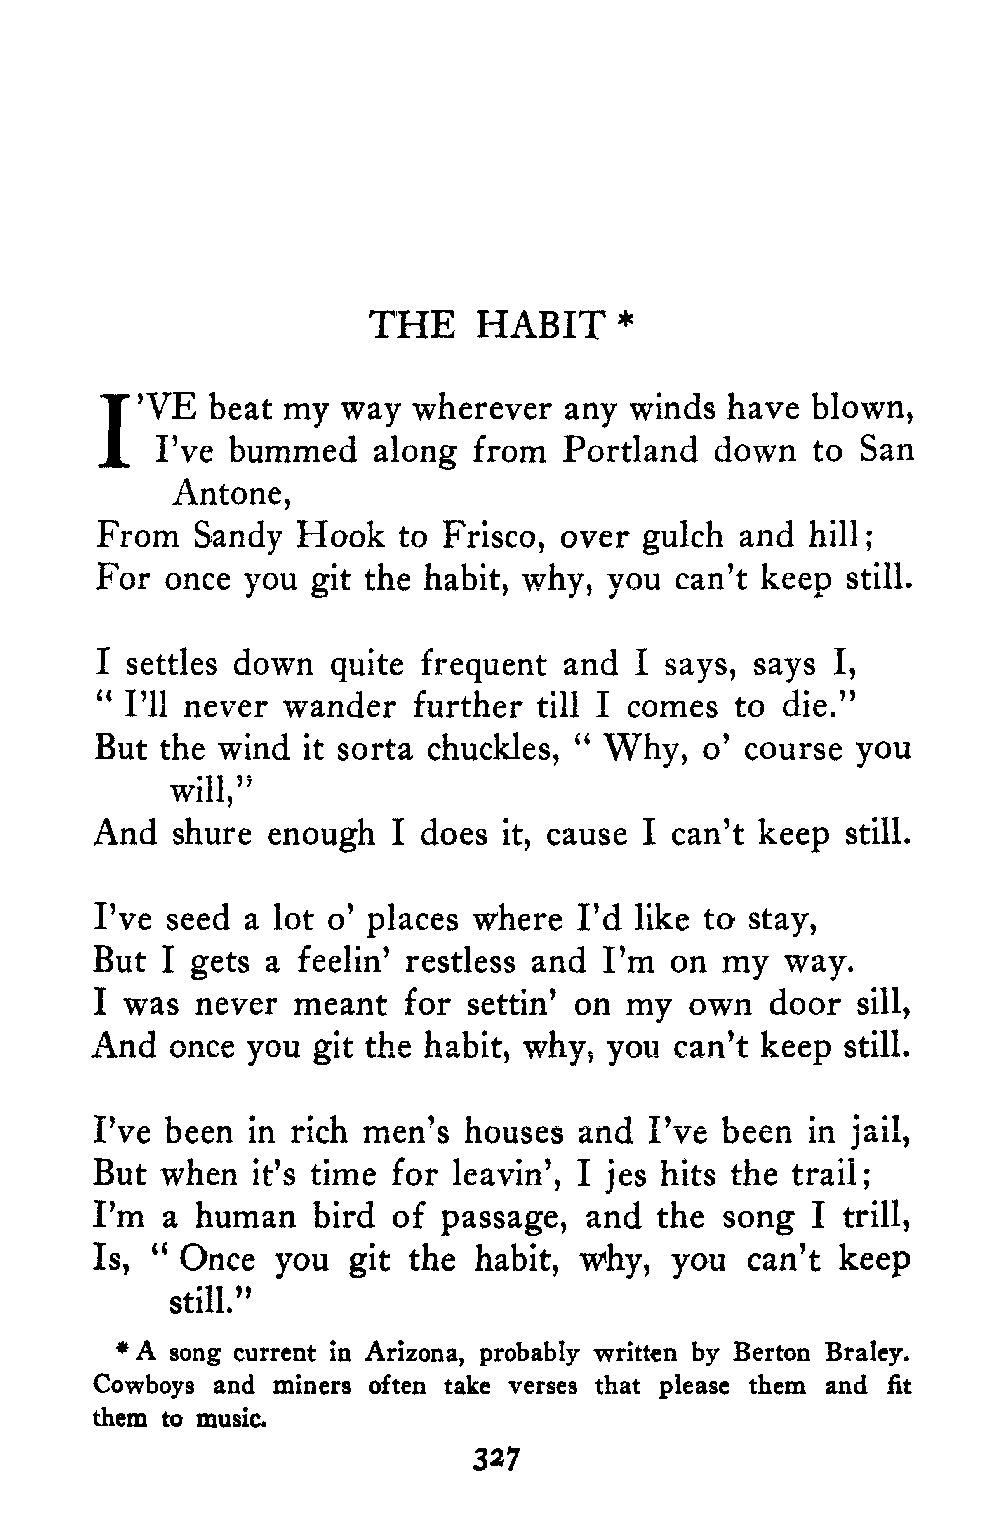 THE HABIT *
I'VE beat my way wherever any winds have blown,
I've bummed along from Portland down to San
Antone,
From Sandy Hook to Frisco, over gulch and hill;
For once you git the habit, why, you can't keep still.
I settles down quite frequent and I says, says I,
“ I'll never wander further till I comes to die.”
But the wind it sorta chuckles, “ Why, o' course you
will,”
And shure enough I does it, cause I can't keep still.
I've seed a lot o' places where I'd like to stay,
But I gets a feelin' restless and I'm on my way.
I was never meant for settin' on my own door sill,
And once you git the habit, why, you can't keep still.
I've been in rich men's houses and I've been in jail,
But when it's time for leavin', I jes hits the trail;
I'm a human bird of passage, and the song I trill,
Is, “ Once you git the habit, why, you can't keep
still.”
* A song current in Arizona, probably written by Berton Braley.
Cowboys and miners often take verses that please them and fit
them to music.
327